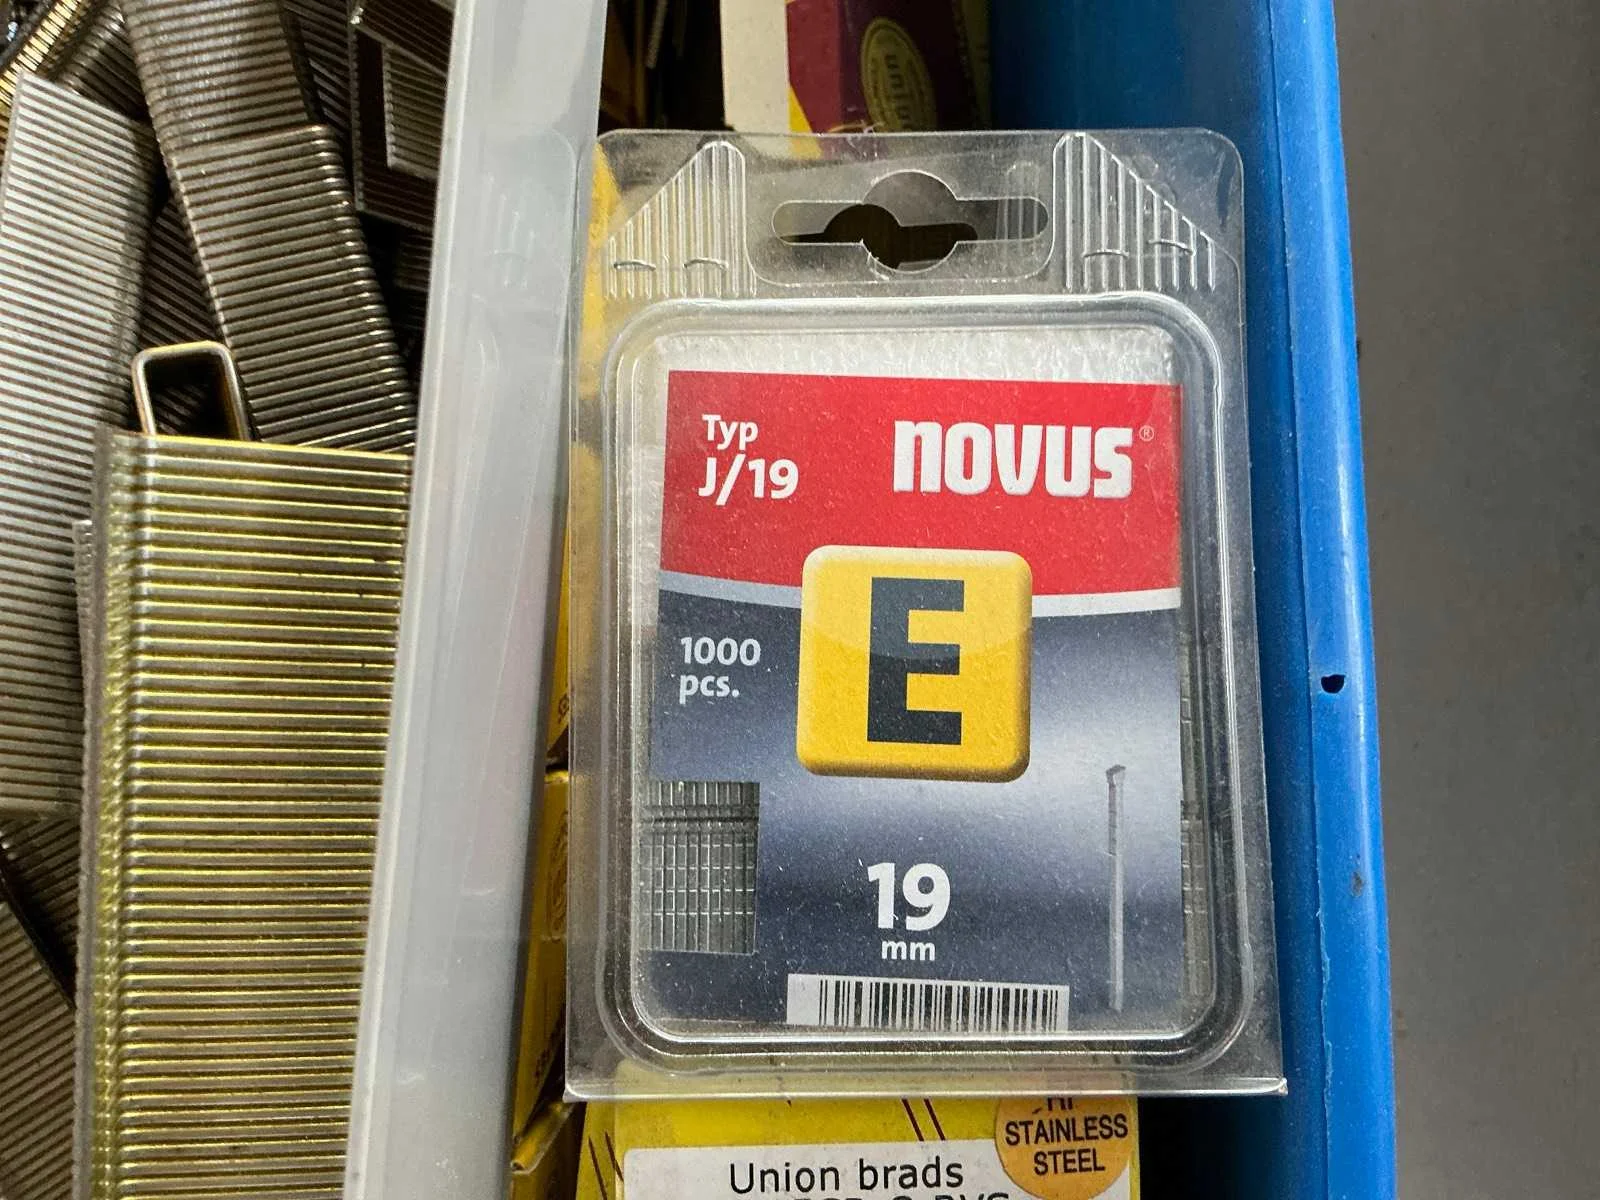 Typ
J/19
novus®
1000
pcs.
E
19
mm
STAINLESS
STEEL
Union brads